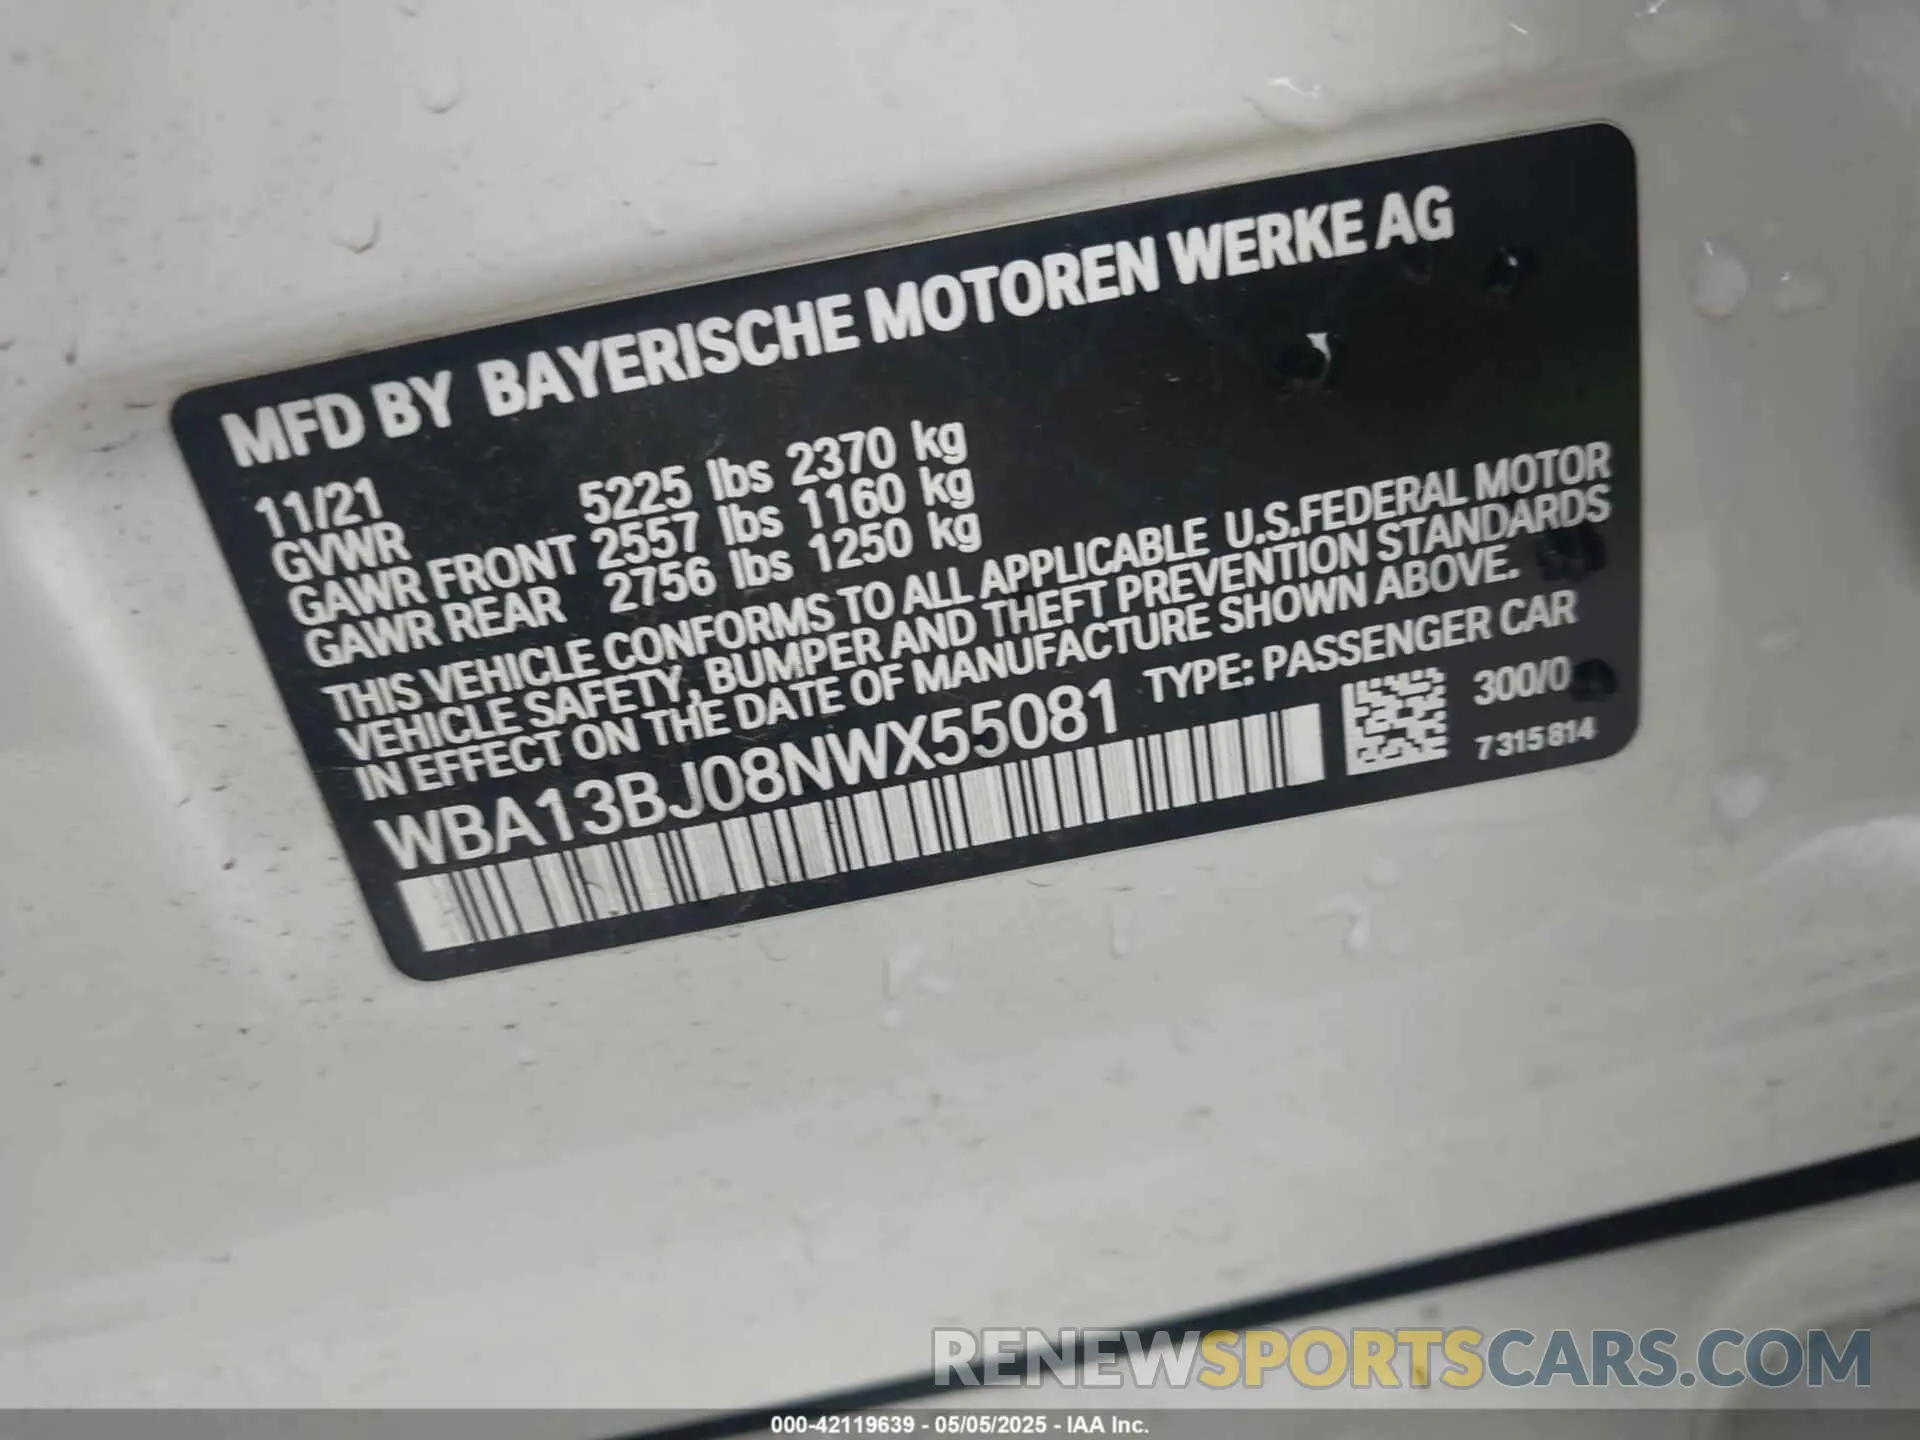 MFD BY BAYERISCHE MOTOREN WERKE AG
11/21
GVWR 5225 lbs 2370 kg
GAWR FRONT 2557 lbs 1160 kg
GAWR REAR 2756 lbs 1250 kg
THIS VEHICLE CONFORMS TO ALL APPLICABLE U.S.FEDERAL MOTOR
VEHICLE SAFETY, BUMPER AND THEFT PREVENTION STANDARDS
IN EFFECT ON THE DATE OF MANUFACTURE SHOWN ABOVE.
WBA13BJ08NWX55081 TYPE: PASSENGER CAR
300/0
7315814
RENEWSPORTSCARS.COM
000-42119639 - 05/05/2025 - IAA Inc.